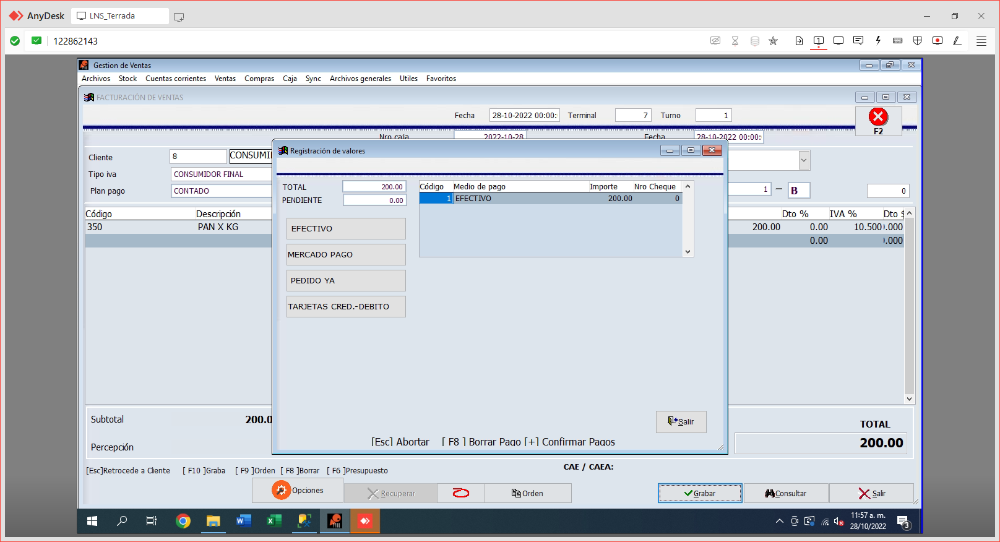 AnyDesk
LNS_Terrada
122862143
1
Gestion de Ventas
Archivos Stock Cuentas corrientes Ventas Compras Caja Sync Archivos generales Utiles Favoritos
FACTURACIÓN DE VENTAS
Fecha 28-10-2022 00:00: Terminal 7 Turno 1
F2
Nro caja 2022-10-28 Fecha 28-10-2022 00:00:
Cliente 8 CONSUMI
Tipo iva CONSUMIDOR FINAL
Plan pago CONTADO
1 – B 0
Código Descripción Dto % IVA % Dto $
350 PAN X KG 200.00 0.00 10.500 0.000
0.00 0.000
Registración de valores
TOTAL 200.00
PENDIENTE 0.00
Código Medio de pago Importe Nro Cheque
1 EFECTIVO 200.00 0
EFECTIVO
MERCADO PAGO
PEDIDO YA
TARJETAS CRED.-DEBITO
Salir
[Esc] Abortar [ F8 ] Borrar Pago [+] Confirmar Pagos
Subtotal 200.0
Percepción
TOTAL
200.00
[Esc]Retrocede a Cliente [ F10 ]Graba [ F9 ]Orden [ F8 ]Borrar [ F6 ]Presupuesto
CAE / CAEA:
Opciones Recuperar Orden Grabar Consultar Salir
11:57 a. m.
28/10/2022
3